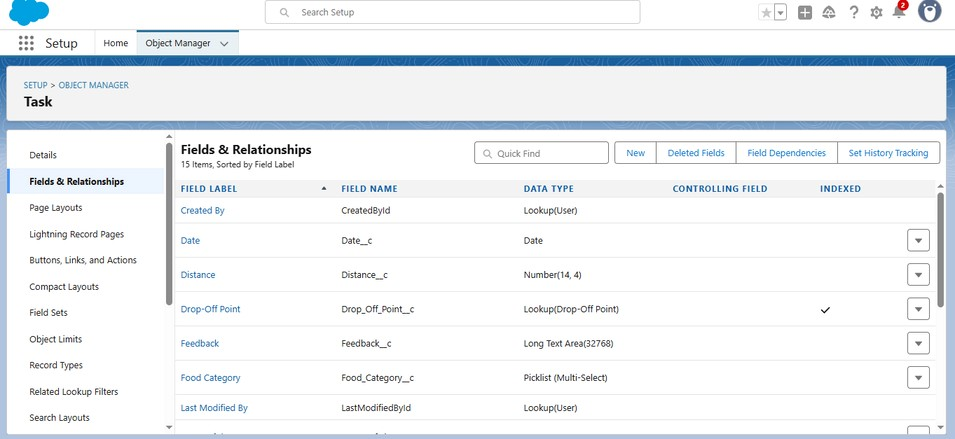 Search Setup
2
Setup
Home
Object Manager
SETUP > OBJECT MANAGER
Task
Details
Fields & Relationships
Page Layouts
Lightning Record Pages
Buttons, Links, and Actions
Compact Layouts
Field Sets
Object Limits
Record Types
Related Lookup Filters
Search Layouts
Fields & Relationships
15 Items, Sorted by Field Label
Quick Find
New
Deleted Fields
Field Dependencies
Set History Tracking
FIELD LABEL FIELD NAME DATA TYPE CONTROLLING FIELD INDEXED
Created By CreatedById Lookup(User)
Date Date__c Date
Distance Distance__c Number(14, 4)
Drop-Off Point Drop_Off_Point__c Lookup(Drop-Off Point)
Feedback Feedback__c Long Text Area(32768)
Food Category Food_Category__c Picklist (Multi-Select)
Last Modified By LastModifiedById Lookup(User)